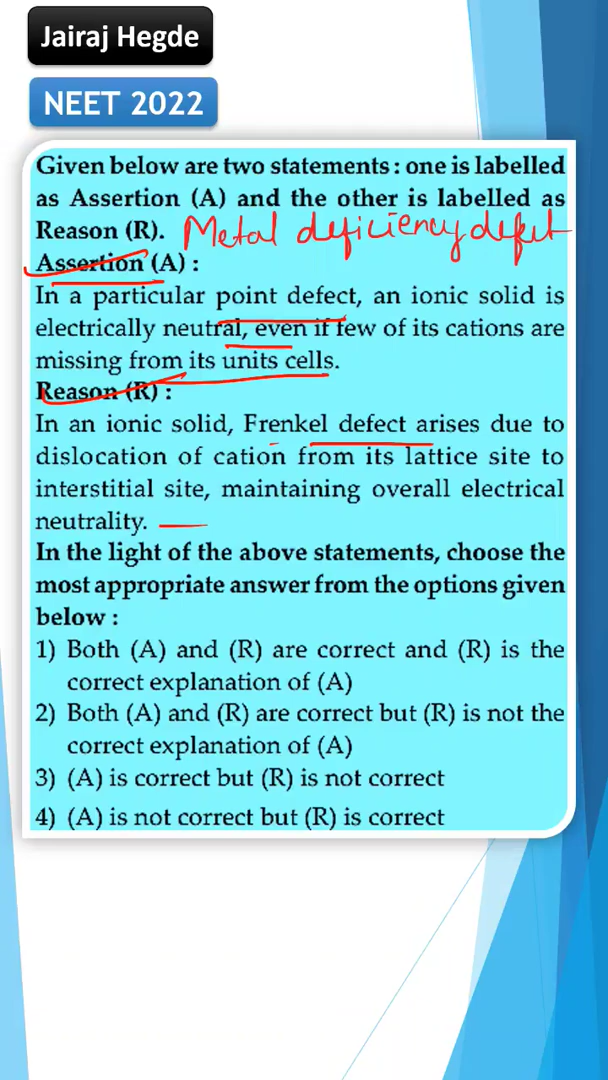 Jairaj Hegde
NEET 2022
Given below are two statements : one is labelled
as Assertion (A) and the other is labelled as
Reason (R). Metal deficiency defect
Assertion (A) :
In a particular point defect, an ionic solid is
electrically neutral, even if few of its cations are
missing from its units cells.
Reason (R) :
In an ionic solid, Frenkel defect arises due to
dislocation of cation from its lattice site to
interstitial site, maintaining overall electrical
neutrality.
In the light of the above statements, choose the
most appropriate answer from the options given
below :
1) Both (A) and (R) are correct and (R) is the
correct explanation of (A)
2) Both (A) and (R) are correct but (R) is not the
correct explanation of (A)
3) (A) is correct but (R) is not correct
4) (A) is not correct but (R) is correct